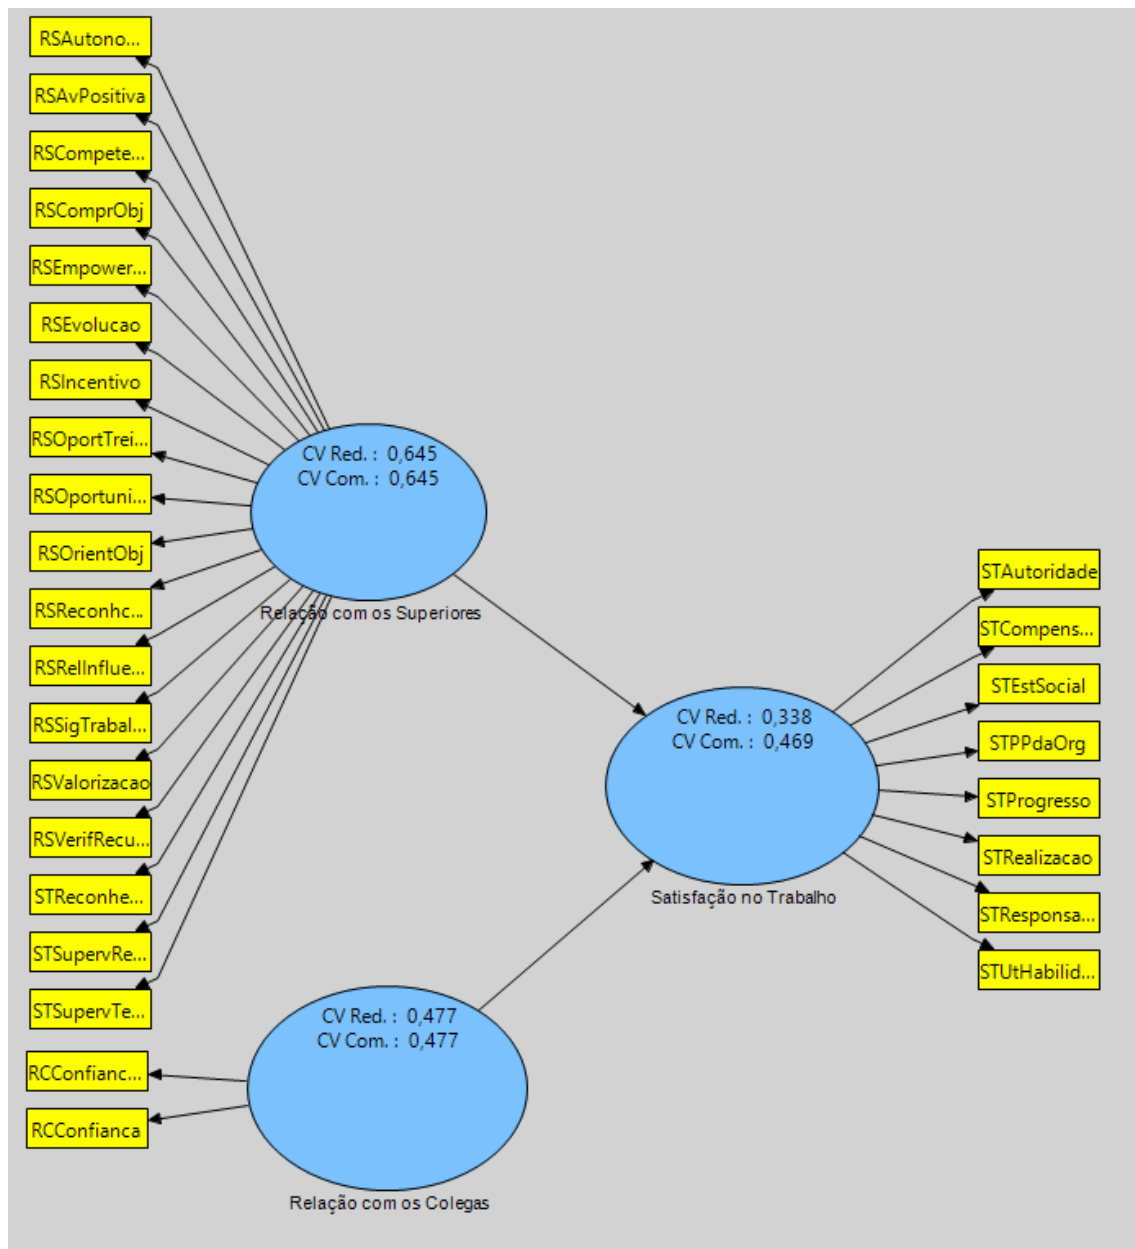 RSAutono...
RSAvPositiva
RSCompete...
RSComprObj
RSEmpower...
RSEvolucao
RSIncentivo
RSOportTrei...
RSOportuni...
RSOrientObj
RSReconhc...
RSRelInflue...
RSSigTrabal...
RSValorizacao
RSVerifRecu...
STReconhe...
STSupervRe...
STSupervTe...
RCConfianc...
RCConfianca
CV Red. : 0,645
CV Com. : 0,645
Relação com os Superiores
CV Red. : 0,477
CV Com. : 0,477
Relação com os Colegas
CV Red. : 0,338
CV Com. : 0,469
Satisfação no Trabalho
STAutoridade
STCompens...
STEstSocial
STPPdaOrg
STProgresso
STRealizacao
STResponsa...
STUtHabilid...